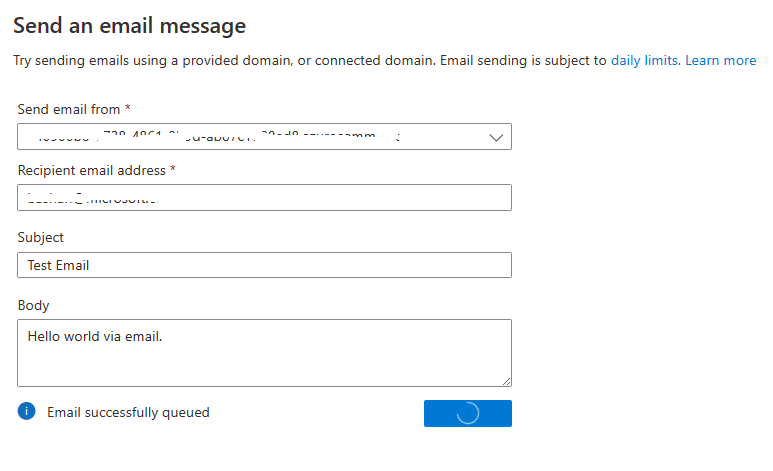 Send an email message
Try sending emails using a provided domain, or connected domain. Email sending is subject to daily limits. Learn more
Send email from *
Recipient email address *
Subject
Test Email
Body
Hello world via email.
i Email successfully queued